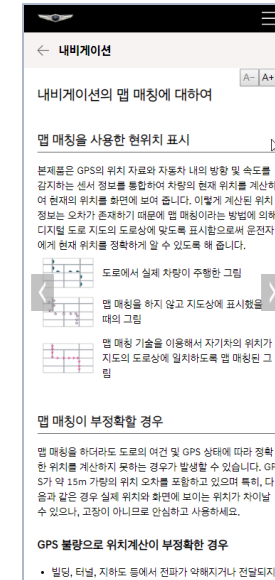 내비게이션
A- A+
내비게이션의 맵 매칭에 대하여
맵 매칭을 사용한 현위치 표시
본제품은 GPS의 위치 자료와 자동차 내의 방향 및 속도를
감지하는 센서 정보를 통합하여 차량의 현재 위치를 계산하
여 현재의 위치를 화면에 보여 줍니다. 이렇게 계산된 위치
정보는 오차가 존재하기 때문에 맵 매칭이라는 방법에 의해
디지털 도로 지도의 도로상에 맞도록 표시함으로써 운전자
에게 현재 위치를 정확하게 알 수 있도록 해 줍니다.
도로에서 실제 차량이 주행한 그림
맵 매칭을 하지 않고 지도상에 표시했을
때의 그림
맵 매칭 기술을 이용해서 자기차의 위치가
지도의 도로상에 일치하도록 맵 매칭된 그
림
맵 매칭이 부정확할 경우
맵 매칭을 하더라도 도로의 여건 및 GPS 상태에 따라 정확
한 위치를 계산하지 못하는 경우가 발생할 수 있습니다. GP
S가 약 15m 가량의 위치 오차를 포함하고 있으며 특히, 다
음과 같은 경우 실제 위치와 화면에 보이는 위치가 차이날
수 있으나, 고장이 아니므로 안심하고 사용하세요.
GPS 불량으로 위치계산이 부정확한 경우
• 빌딩, 터널, 지하도 등에서 전파가 약해지거나 전달되지